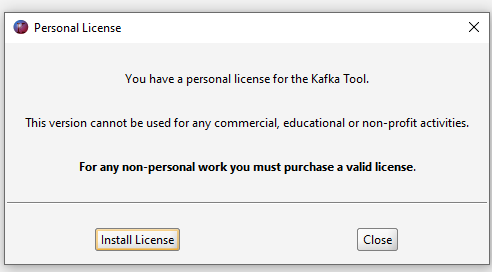 Personal License
You have a personal license for the Kafka Tool.
This version cannot be used for any commercial, educational or non-profit activities.
For any non-personal work you must purchase a valid license.
Install License
Close